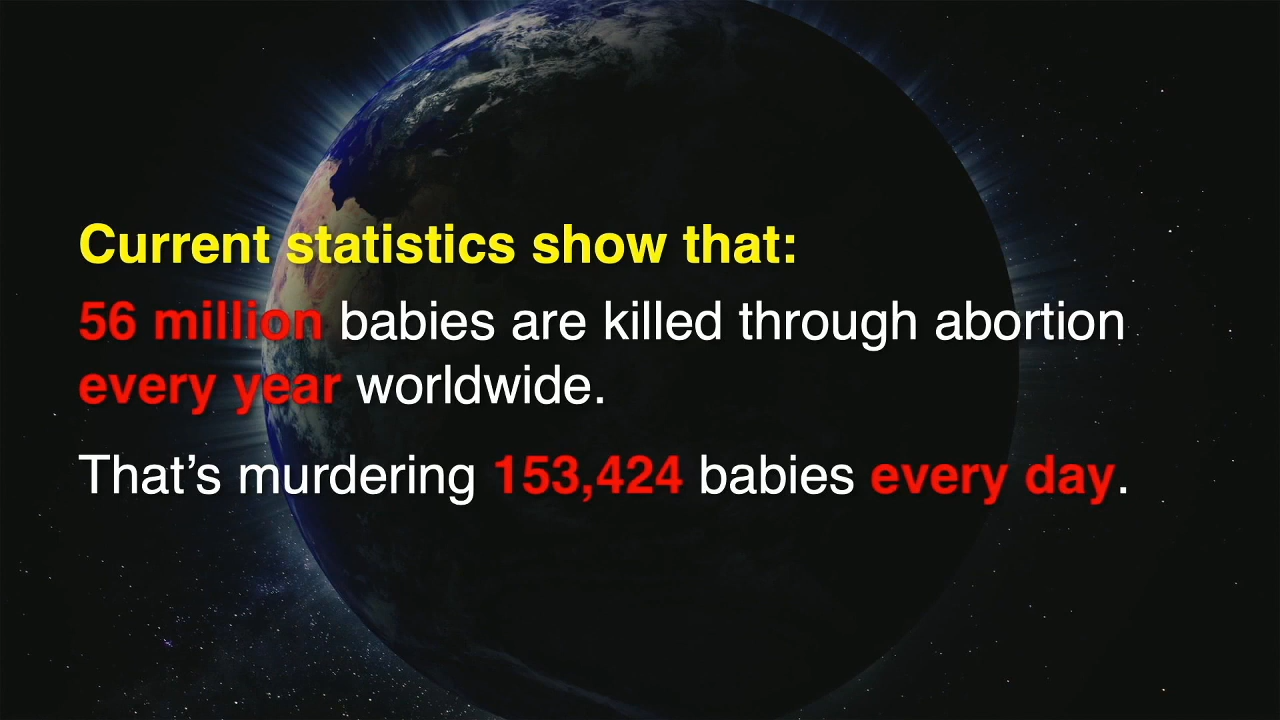 Current statistics show that:
56 million babies are killed through abortion
every year worldwide.
That’s murdering 153,424 babies every day.